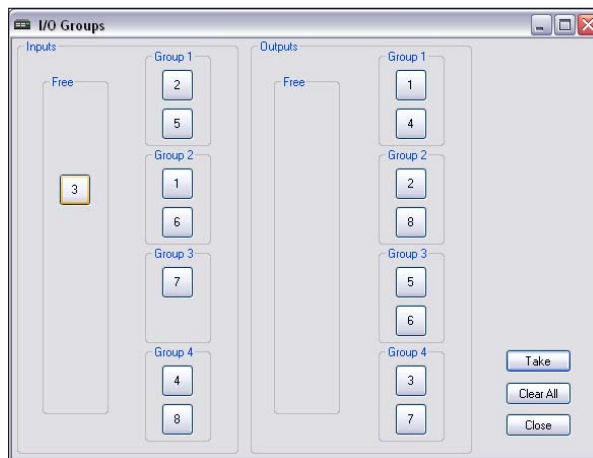 I/O Groups
Inputs
Free
3
Group 1
2
5
Group 2
1
6
Group 3
7
Group 4
4
8
Outputs
Free
Group 1
1
4
Group 2
2
8
Group 3
5
6
Group 4
3
7
Take
Clear All
Close